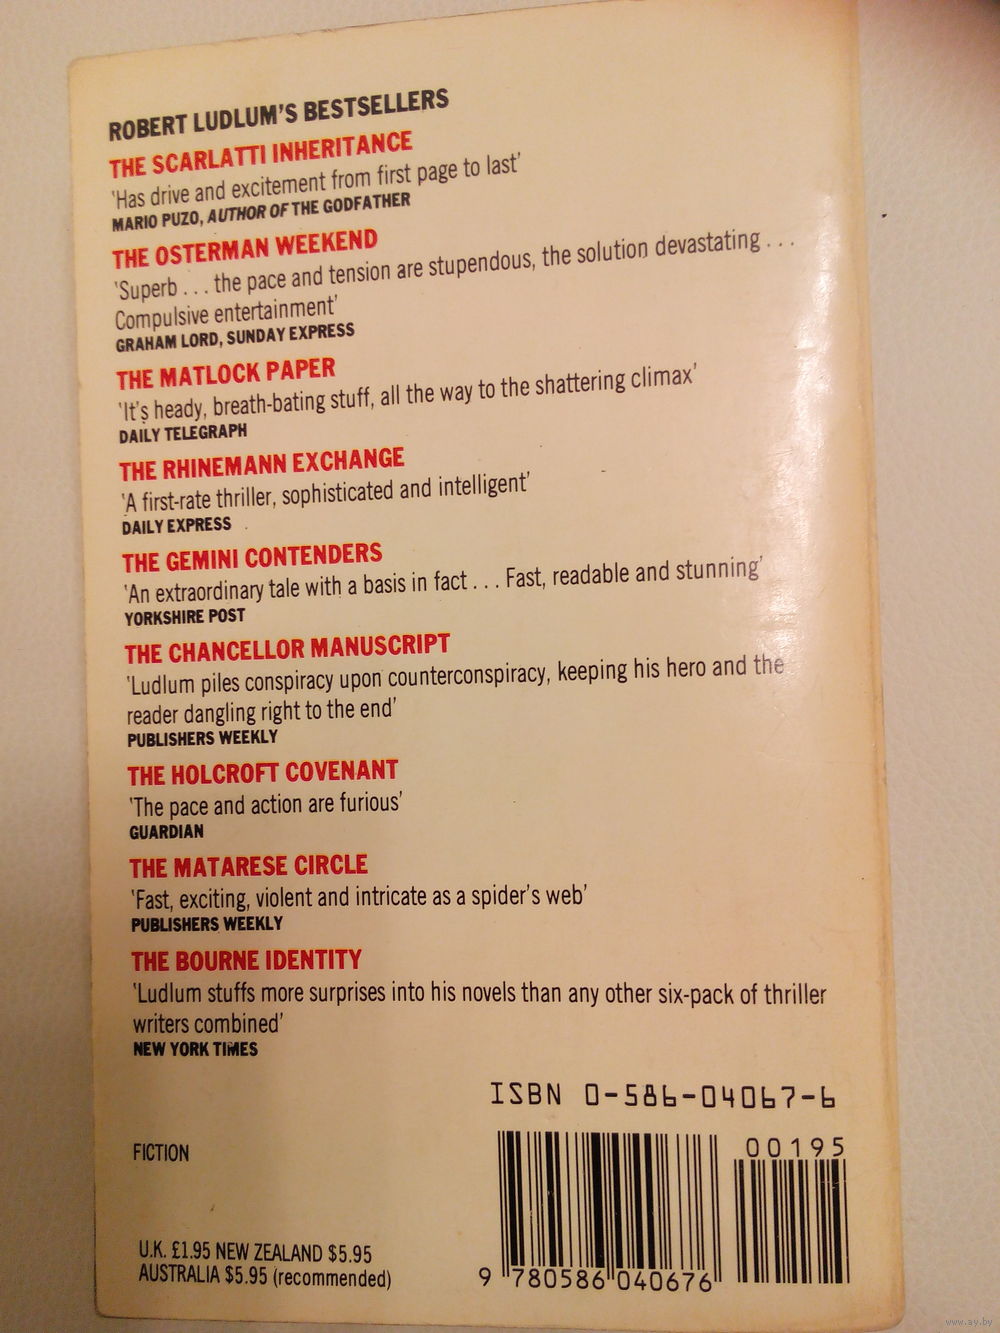 ROBERT LUDLUM'S BESTSELLERS
THE SCARLATTI INHERITANCE
'Has drive and excitement from first page to last'
MARIO PUZO, AUTHOR OF THE GODFATHER
THE OSTERMAN WEEKEND
'Superb . . . the pace and tension are stupendous, the solution devastating . . .
Compulsive entertainment'
GRAHAM LORD, SUNDAY EXPRESS
THE MATLOCK PAPER
'It's heady, breath-bating stuff, all the way to the shattering climax'
DAILY TELEGRAPH
THE RHINEMANN EXCHANGE
'A first-rate thriller, sophisticated and intelligent'
DAILY EXPRESS
THE GEMINI CONTENDERS
'An extraordinary tale with a basis in fact . . . Fast, readable and stunning'
YORKSHIRE POST
THE CHANCELLOR MANUSCRIPT
'Ludlum piles conspiracy upon counterconspiracy, keeping his hero and the
reader dangling right to the end'
PUBLISHERS WEEKLY
THE HOLCROFT COVENANT
'The pace and action are furious'
GUARDIAN
THE MATARESE CIRCLE
'Fast, exciting, violent and intricate as a spider's web'
PUBLISHERS WEEKLY
THE BOURNE IDENTITY
'Ludlum stuffs more surprises into his novels than any other six-pack of thriller
writers combined'
NEW YORK TIMES
ISBN 0-586-04067-6
FICTION
00195
U.K. £1.95 NEW ZEALAND $5.95
AUSTRALIA $5.95 (recommended)
9 780586 040676
www.ay.by